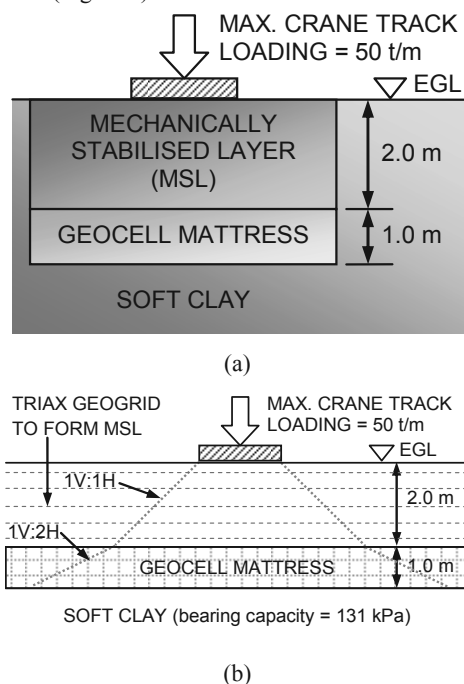 MAX. CRANE TRACK
LOADING = 50 t/m
EGL
MECHANICALLY
STABILISED LAYER
(MSL)
2.0 m
GEOCELL MATTRESS
1.0 m
SOFT CLAY
(a)
TRIAX GEOGRID
TO FORM MSL
MAX. CRANE TRACK
LOADING = 50 t/m
EGL
1V:1H
2.0 m
1V:2H
GEOCELL MATTRESS
1.0 m
SOFT CLAY (bearing capacity = 131 kPa)
(b)